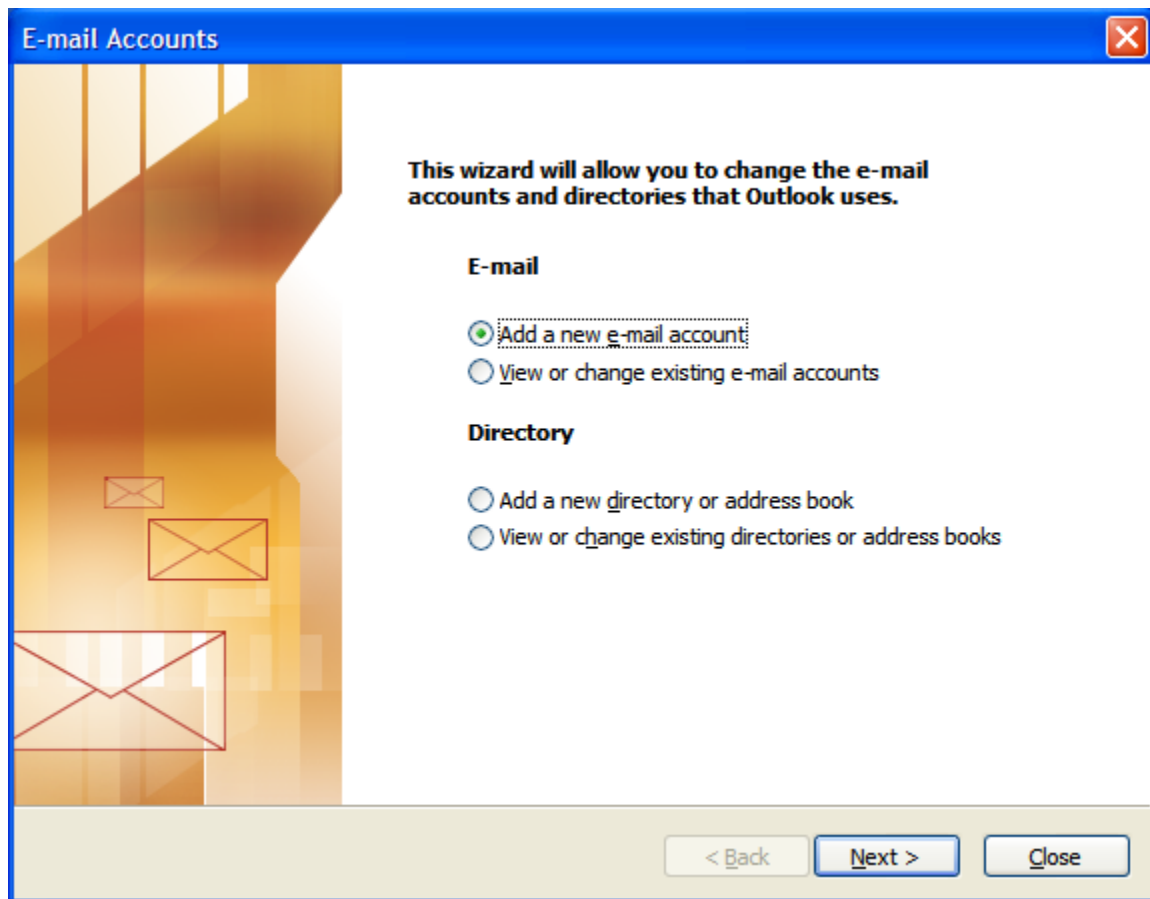 E-mail Accounts
This wizard will allow you to change the e-mail
accounts and directories that Outlook uses.
E-mail
Add a new e-mail account
View or change existing e-mail accounts
Directory
Add a new directory or address book
View or change existing directories or address books
< Back
Next >
Close